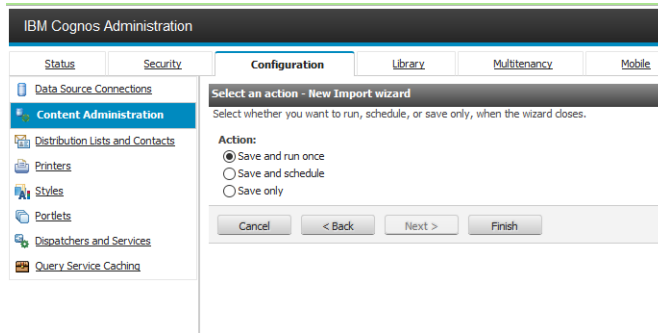 IBM Cognos Administration
Status Security Configuration Library Multitenancy Mobile
Data Source Connections
Content Administration
Distribution Lists and Contacts
Printers
Styles
Portlets
Dispatchers and Services
Query Service Caching
Select an action - New Import wizard
Select whether you want to run, schedule, or save only, when the wizard closes.
Action:
Save and run once
Save and schedule
Save only
Cancel < Back Next > Finish